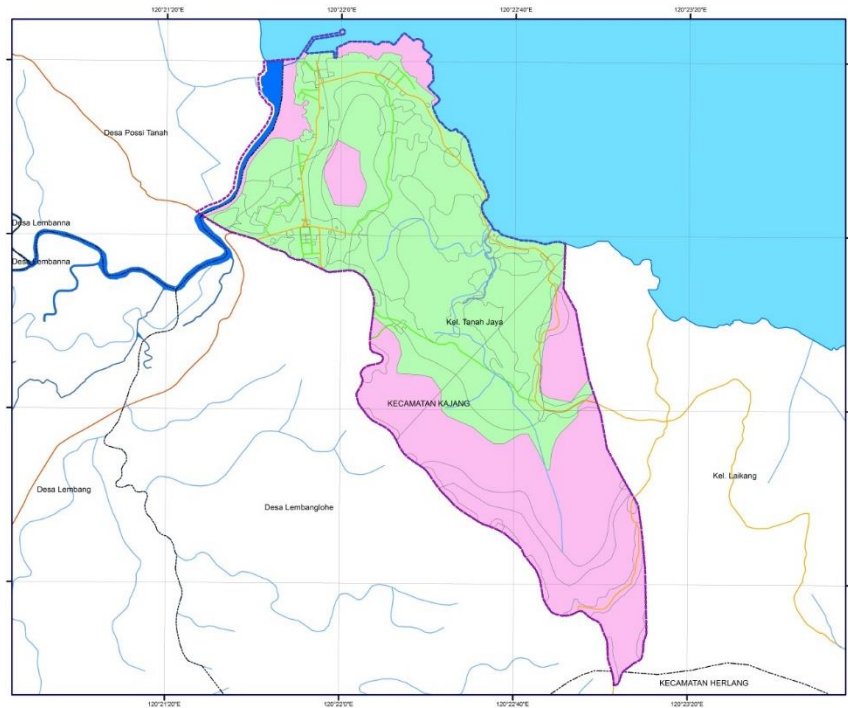 120°21'20"E 120°22'0"E 120°22'40"E 120°23'20"E
Desa Possi Tanah
Desa Lembanna
Desa Lembanna
Kel. Tanah Jaya
KECAMATAN KAJANG
Kel. Laikang
Desa Lembang
Desa Lembanglohe
KECAMATAN HERLANG
120°21'20"E 120°22'0"E 120°22'40"E 120°23'20"E